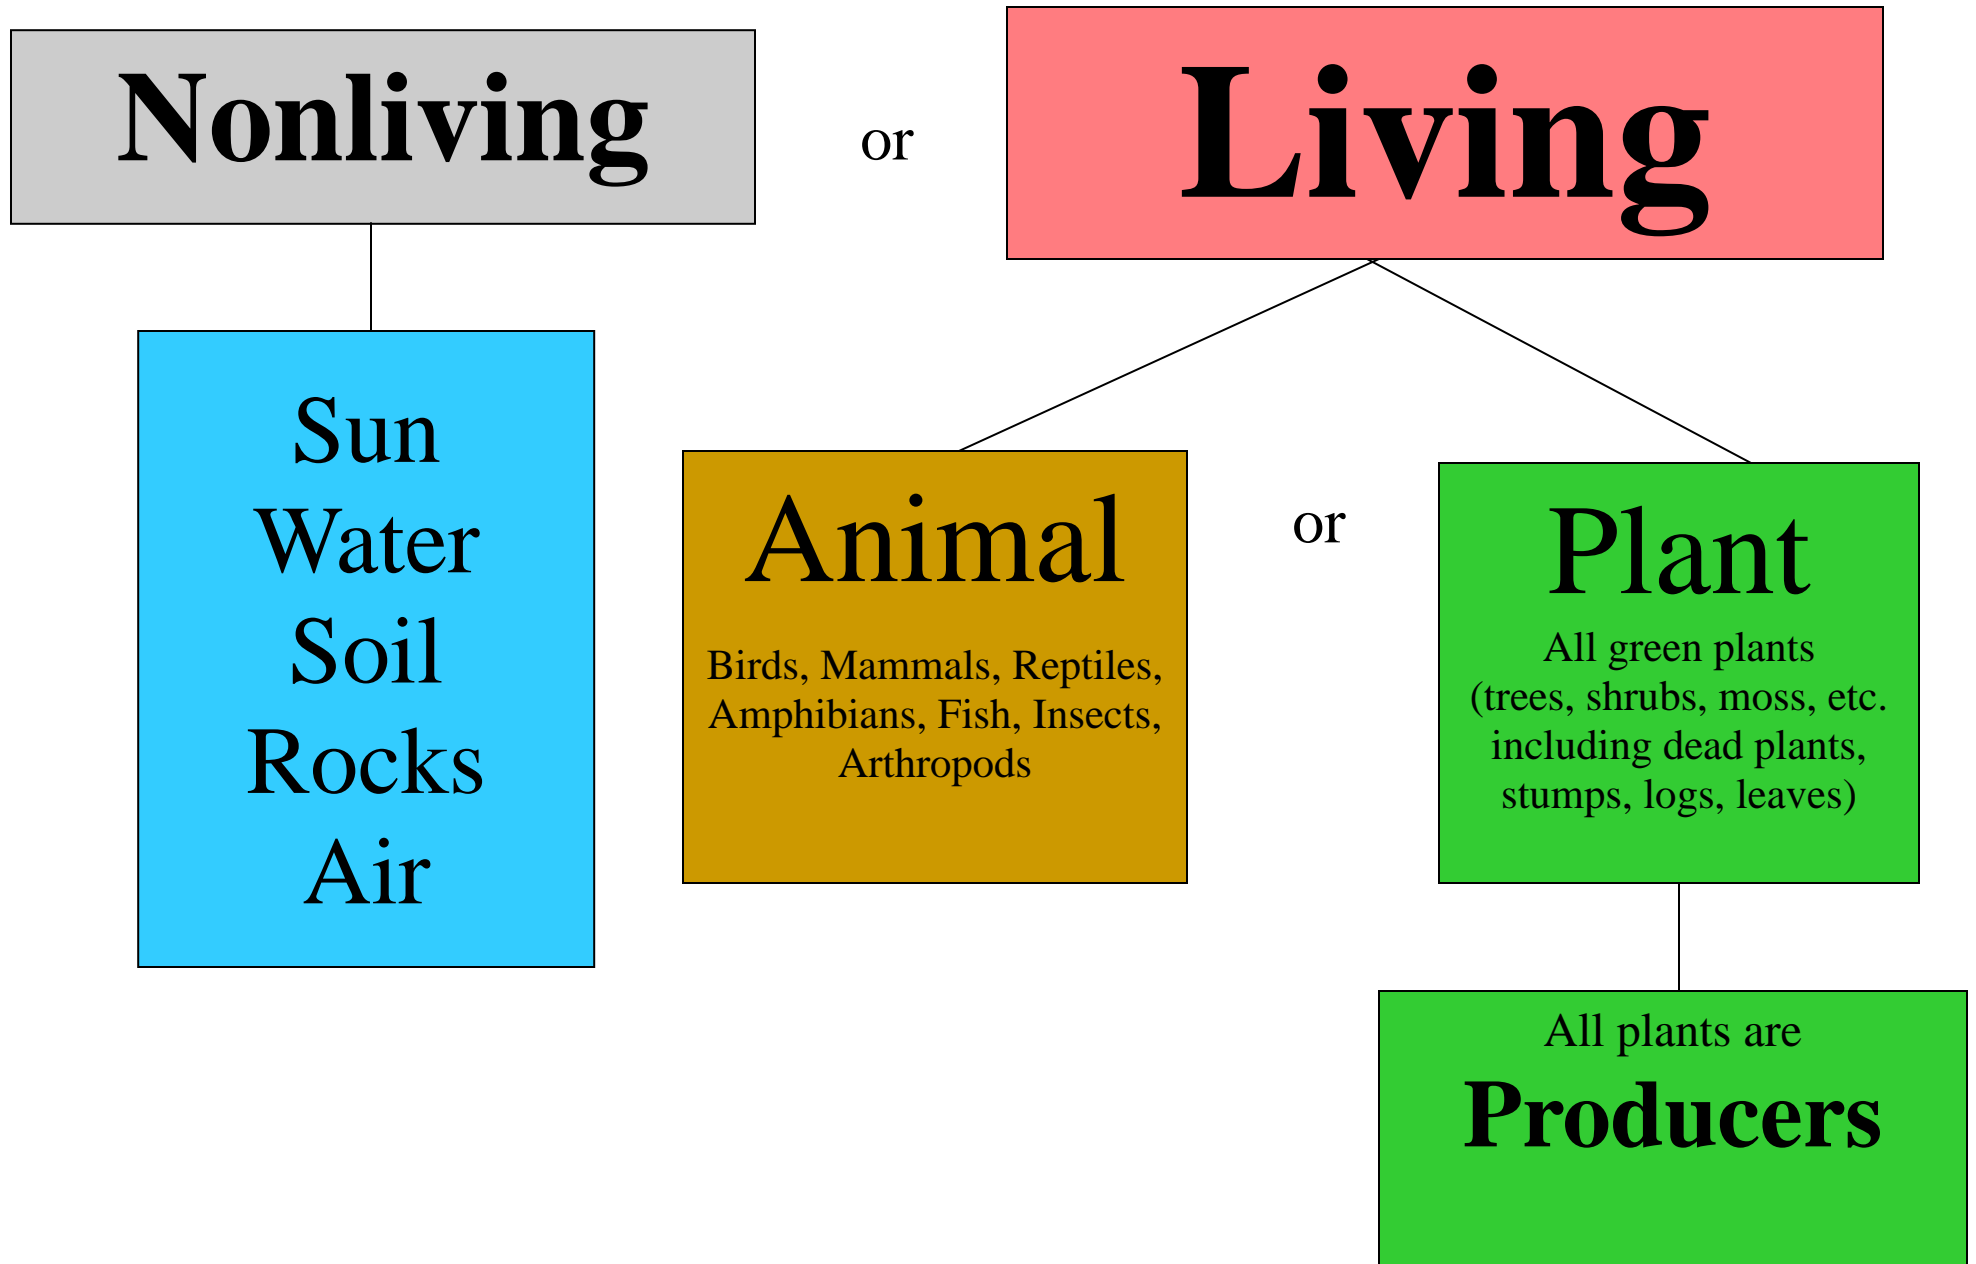 Nonliving
or
Living
Sun
Water
Soil
Rocks
Air
Animal
Birds, Mammals, Reptiles,
Amphibians, Fish, Insects,
Arthropods
or
Plant
All green plants
(trees, shrubs, moss, etc.
including dead plants,
stumps, logs, leaves)
All plants are
Producers